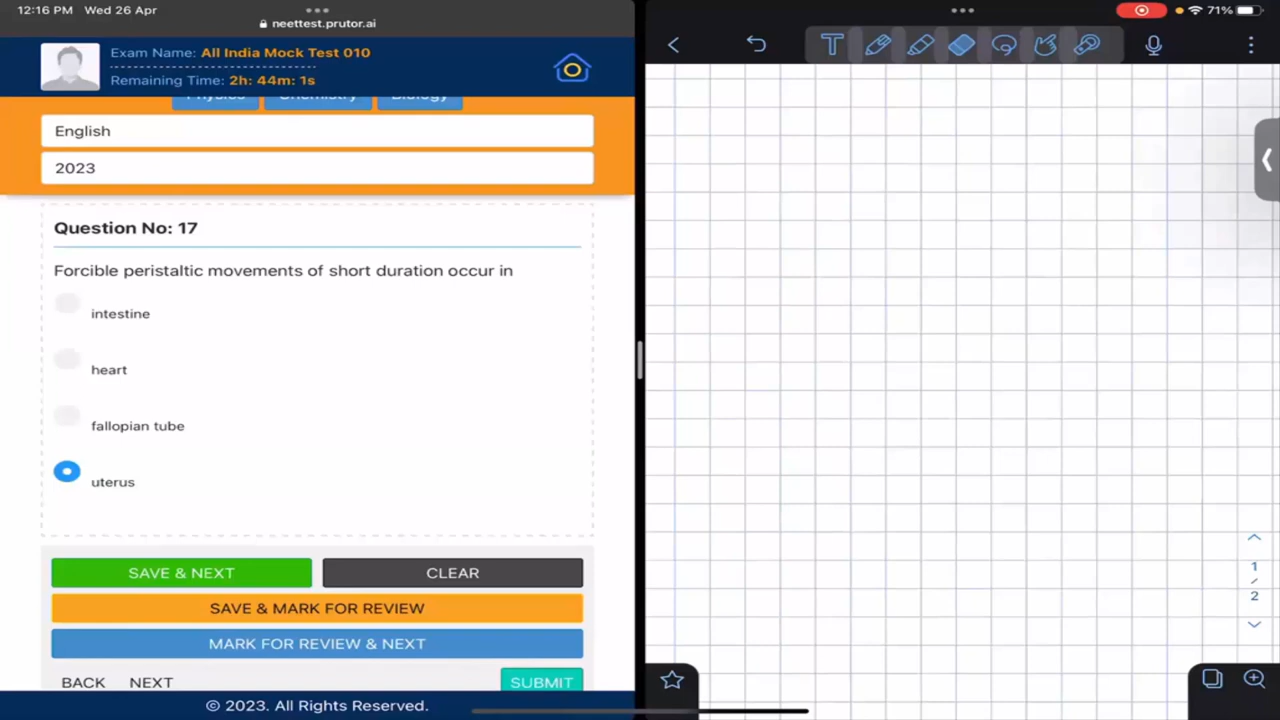 12:16 PM Wed 26 Apr
neettest.prutor.ai
71%
Exam Name: All India Mock Test 010
Remaining Time: 2h: 44m: 1s
Physics Chemistry Biology
English
2023
Question No: 17
Forcible peristaltic movements of short duration occur in
intestine
heart
fallopian tube
uterus
SAVE & NEXT CLEAR
SAVE & MARK FOR REVIEW
MARK FOR REVIEW & NEXT
BACK NEXT SUBMIT
© 2023. All Rights Reserved.
T
1
/
2